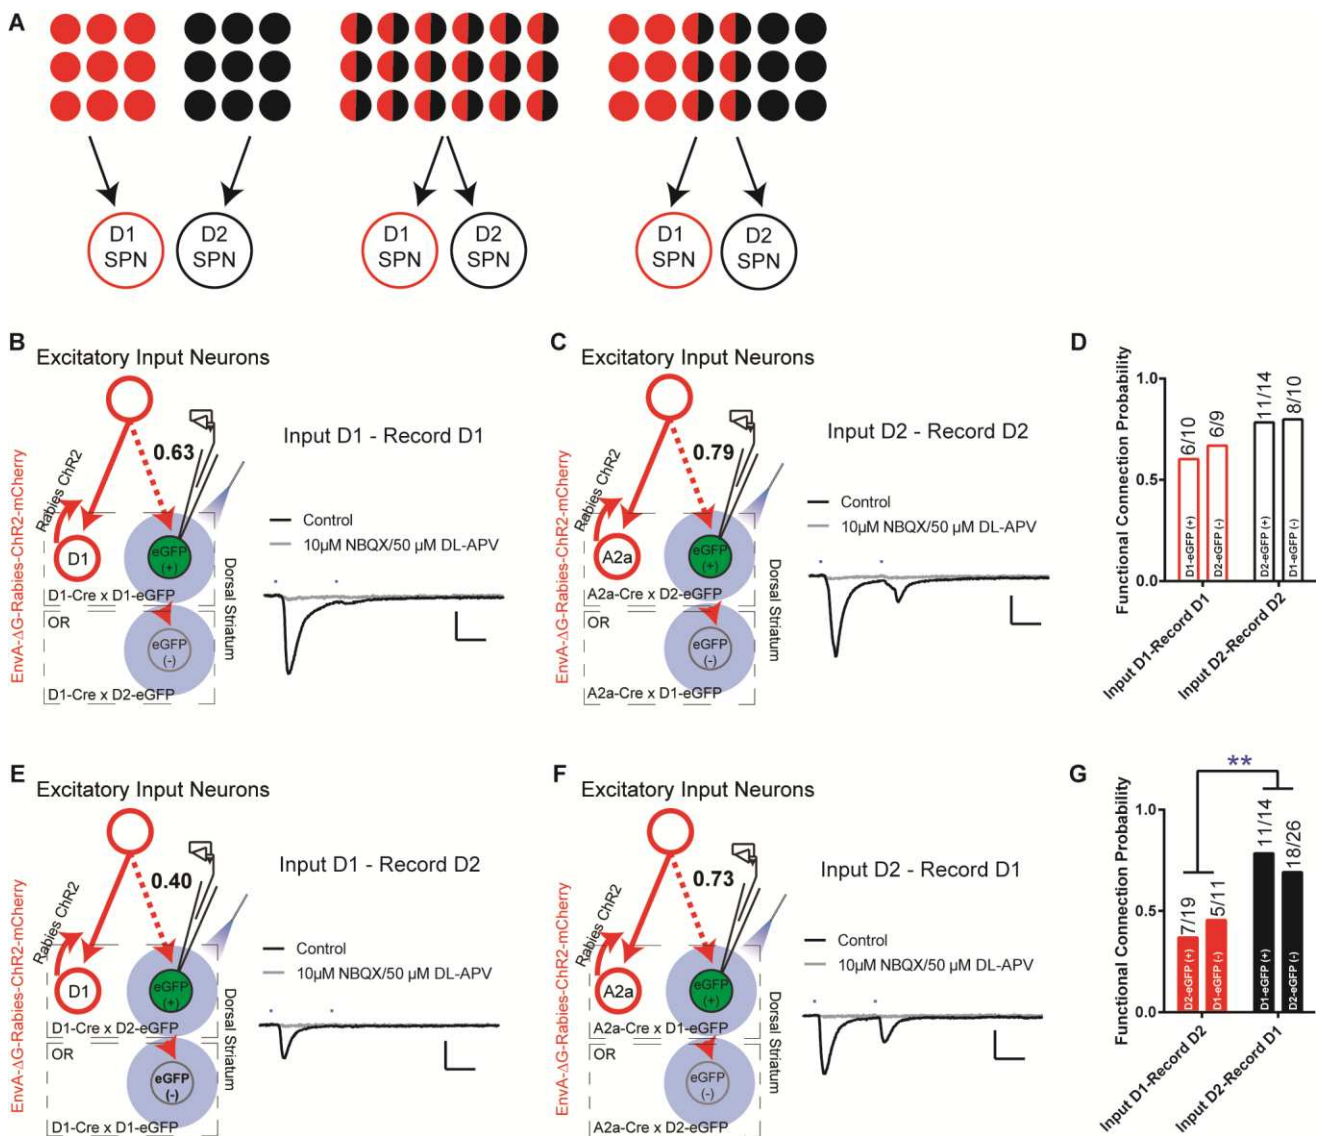 A
D1
SPN
D2
SPN
D1
SPN
D2
SPN
D1
SPN
D2
SPN
B
Excitatory Input Neurons
EnvA-ΔG-Rabies-ChR2-mCherry
Rabies ChR2
0.63
D1
eGFP
(+)
D1-Cre x D1-eGFP
OR
eGFP
(-)
D1-Cre x D2-eGFP
Dorsal Striatum
Input D1 - Record D1
Control
10µM NBQX/50 µM DL-APV
C
Excitatory Input Neurons
EnvA-ΔG-Rabies-ChR2-mCherry
Rabies ChR2
0.79
A2a
eGFP
(+)
A2a-Cre x D2-eGFP
OR
eGFP
(-)
A2a-Cre x D1-eGFP
Dorsal Striatum
Input D2 - Record D2
Control
10µM NBQX/50 µM DL-APV
D
Functional Connection Probability
1.0
0.5
0.0
6/10
6/9
11/14
8/10
D1-eGFP (+)
D2-eGFP (-)
D2-eGFP (+)
D1-eGFP (-)
Input D1-Record D1
Input D2-Record D2
E
Excitatory Input Neurons
EnvA-ΔG-Rabies-ChR2-mCherry
Rabies ChR2
0.40
D1
eGFP
(+)
D1-Cre x D2-eGFP
OR
eGFP
(-)
D1-Cre x D1-eGFP
Dorsal Striatum
Input D1 - Record D2
Control
10µM NBQX/50 µM DL-APV
F
Excitatory Input Neurons
EnvA-ΔG-Rabies-ChR2-mCherry
Rabies ChR2
0.73
A2a
eGFP
(+)
A2a-Cre x D1-eGFP
OR
eGFP
(-)
A2a-Cre x D2-eGFP
Dorsal Striatum
Input D2 - Record D1
Control
10µM NBQX/50 µM DL-APV
G
Functional Connection Probability
**
1.0
0.5
0.0
7/19
5/11
11/14
18/26
D2-eGFP (+)
D1-eGFP (-)
D1-eGFP (+)
D2-eGFP (-)
Input D1-Record D2
Input D2-Record D1